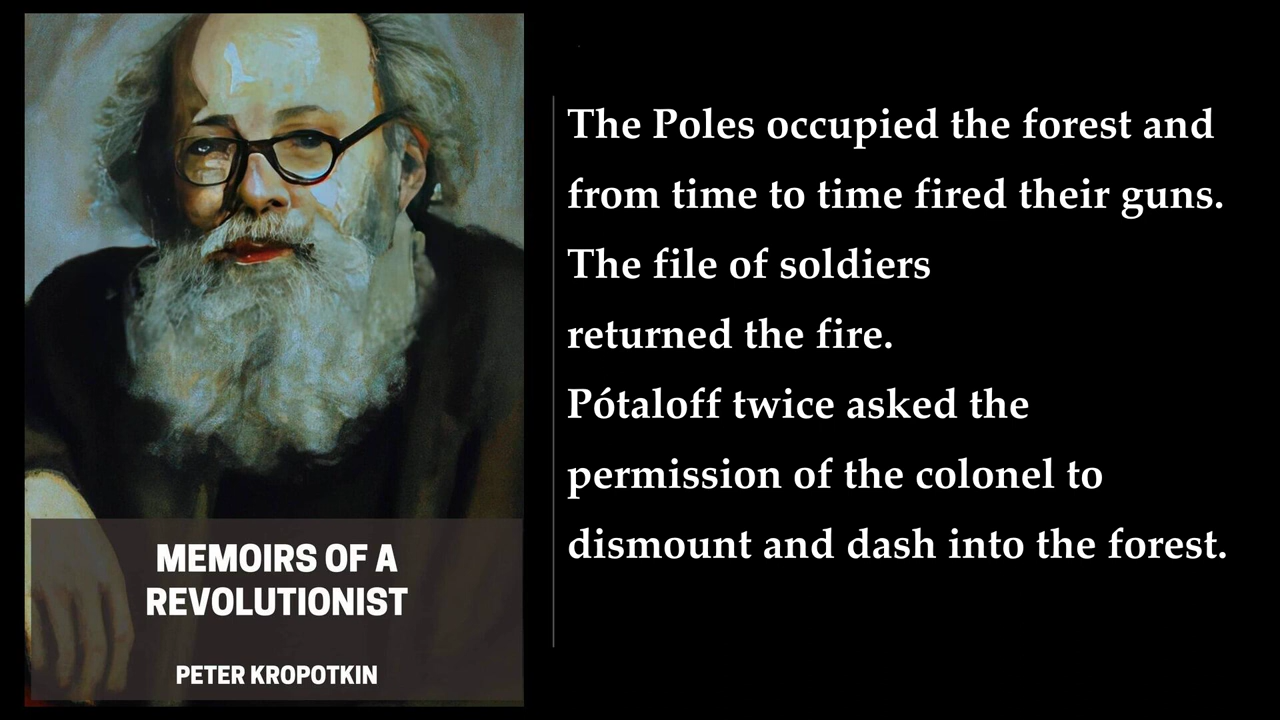 MEMOIRS OF A
REVOLUTIONIST
PETER KROPOTKIN
The Poles occupied the forest and
from time to time fired their guns.
The file of soldiers
returned the fire.
Pótaloff twice asked the
permission of the colonel to
dismount and dash into the forest.